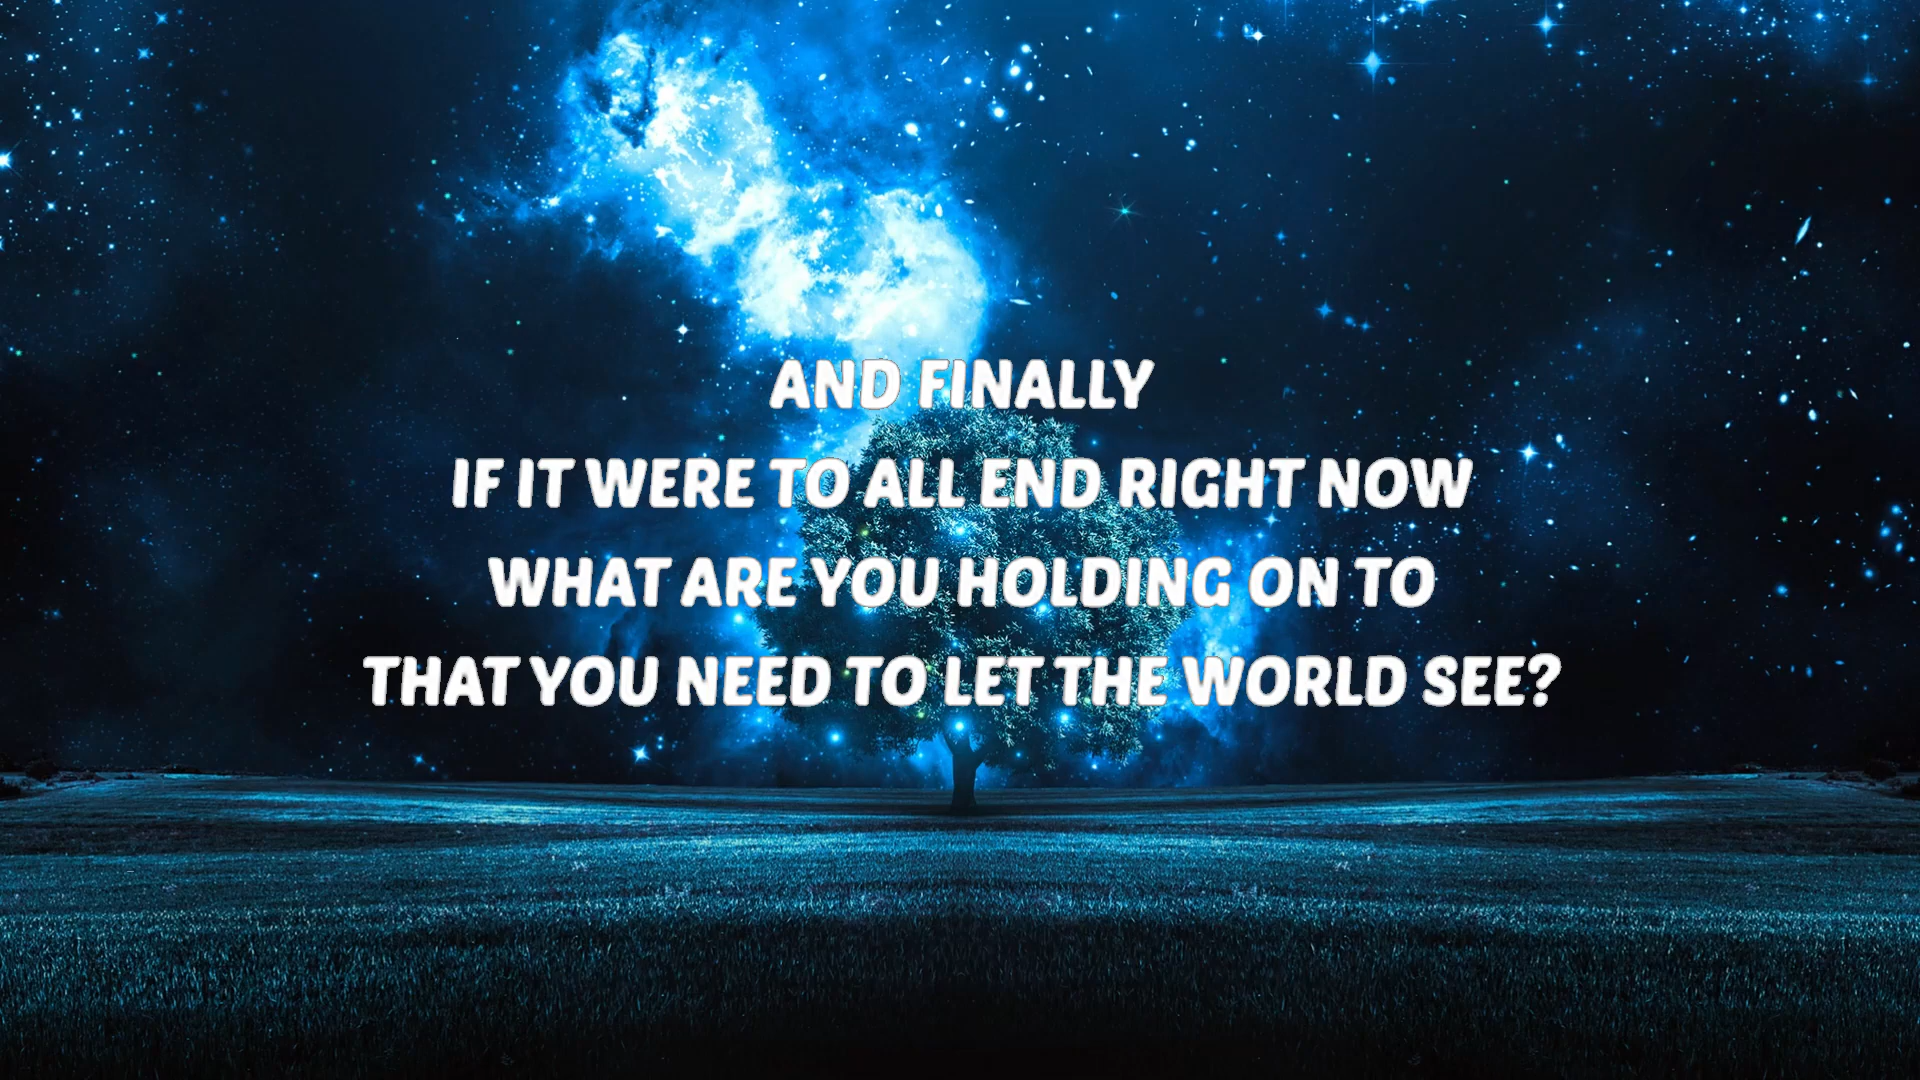 AND FINALLY
IF IT WERE TO ALL END RIGHT NOW
WHAT ARE YOU HOLDING ON TO
THAT YOU NEED TO LET THE WORLD SEE?